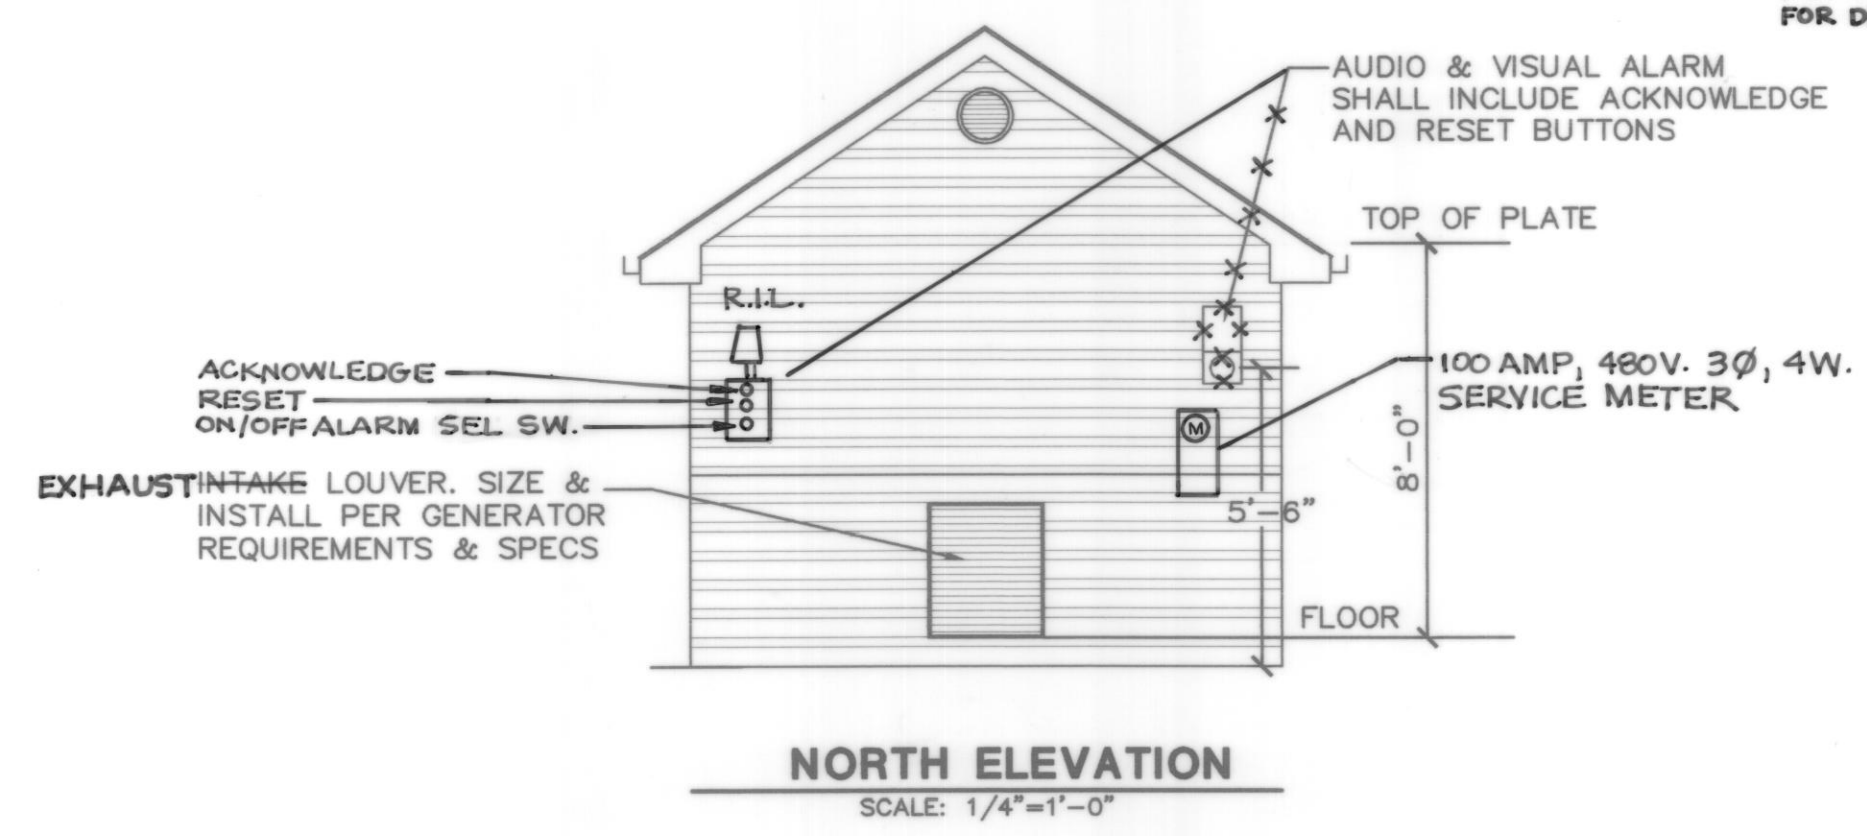 FOR D
AUDIO & VISUAL ALARM
SHALL INCLUDE ACKNOWLEDGE
AND RESET BUTTONS
TOP OF PLATE
R.I.L.
ACKNOWLEDGE
RESET
ON/OFF ALARM SEL SW.
100 AMP, 480V. 3Ø, 4W.
SERVICE METER
M
8'-0"
EXHAUST INTAKE LOUVER. SIZE &
INSTALL PER GENERATOR
REQUIREMENTS & SPECS
5'-6"
FLOOR
NORTH ELEVATION
SCALE: 1/4"=1'-0"